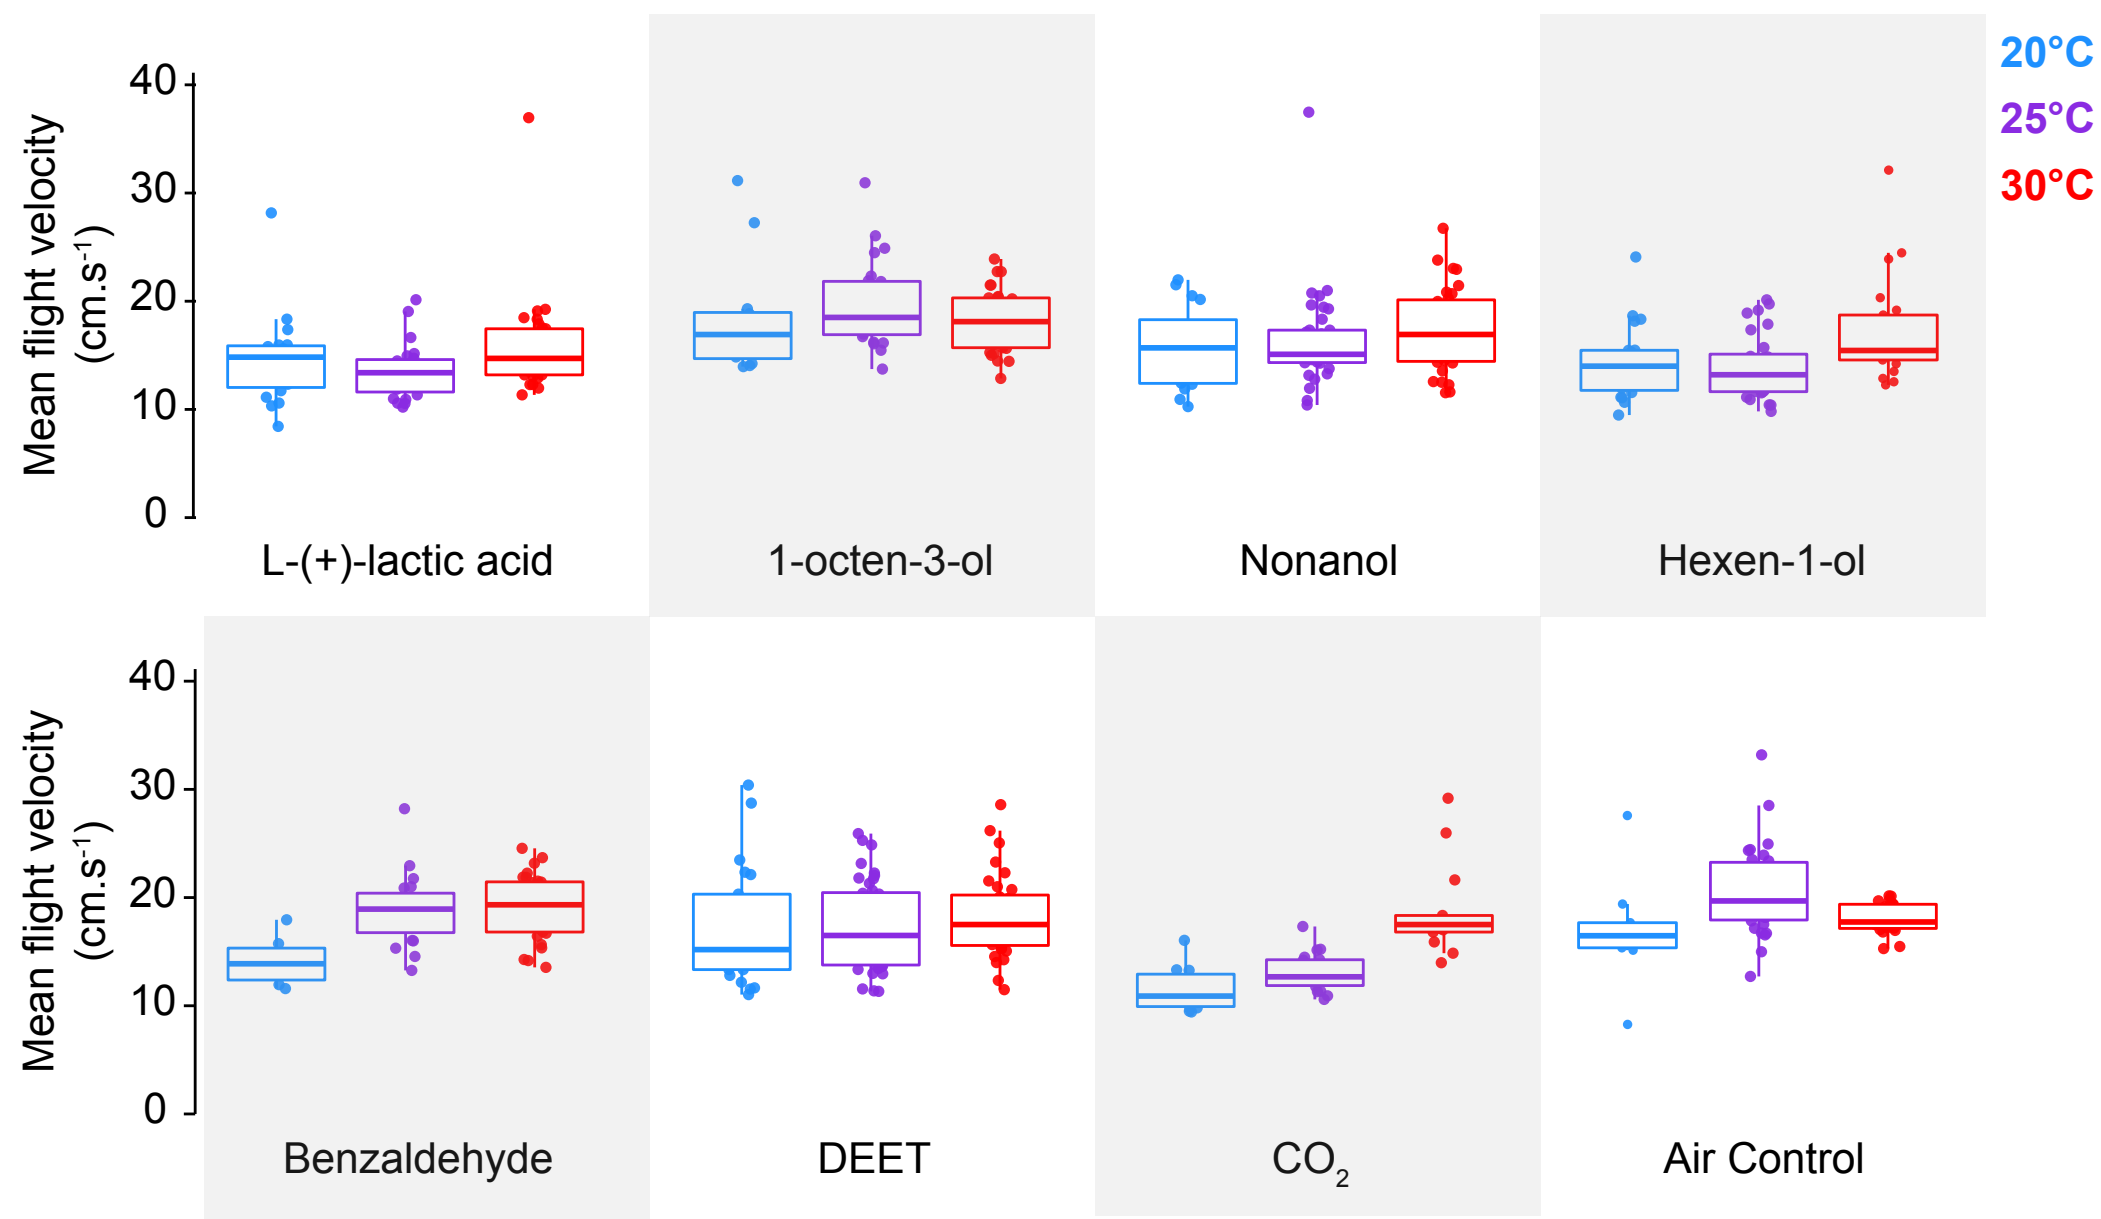 Mean flight velocity
(cm.s⁻¹)
40
30
20
10
0
L-(+)-lactic acid
1-octen-3-ol
Nonanol
Hexen-1-ol
20°C
25°C
30°C
Mean flight velocity
(cm.s⁻¹)
40
30
20
10
0
Benzaldehyde
DEET
CO₂
Air Control